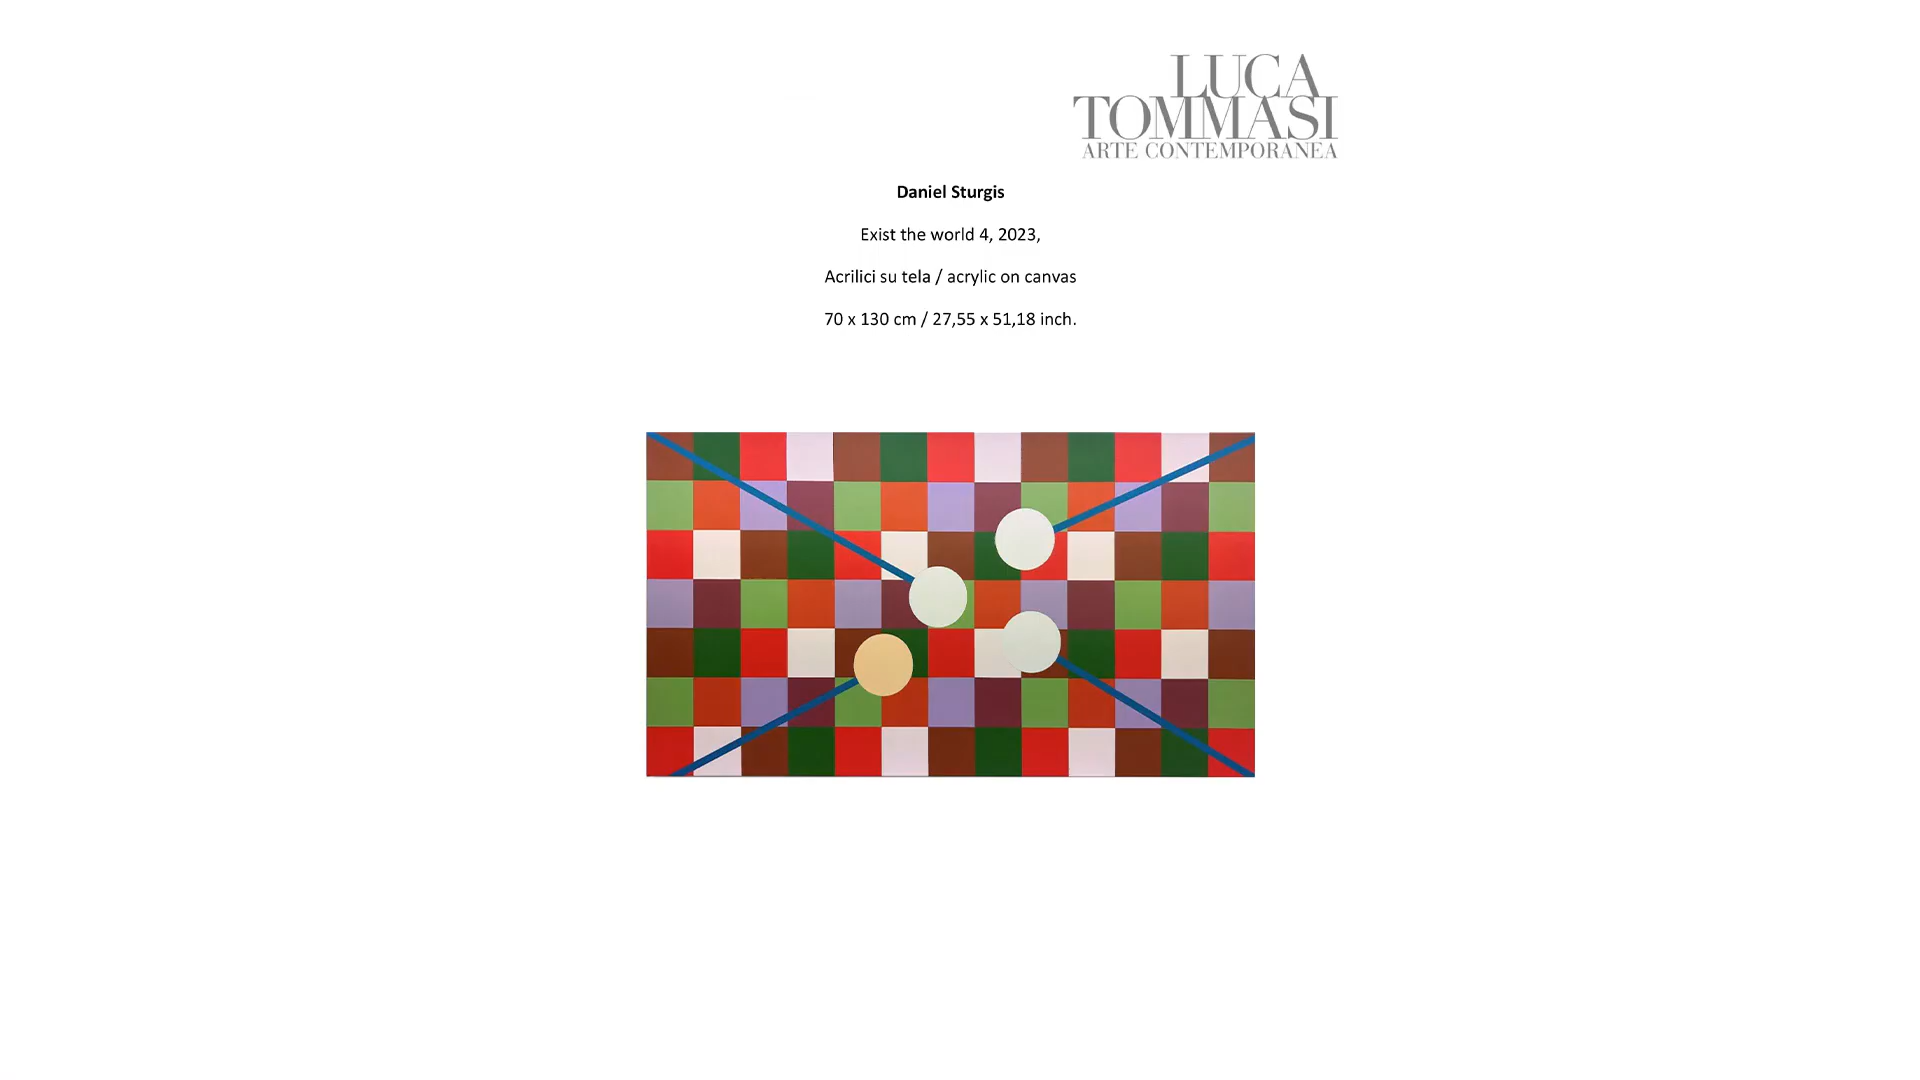 LUCA
TOMMASI
ARTE CONTEMPORANEA
Daniel Sturgis
Exist the world 4, 2023,
Acrilici su tela / acrylic on canvas
70 x 130 cm / 27,55 x 51,18 inch.